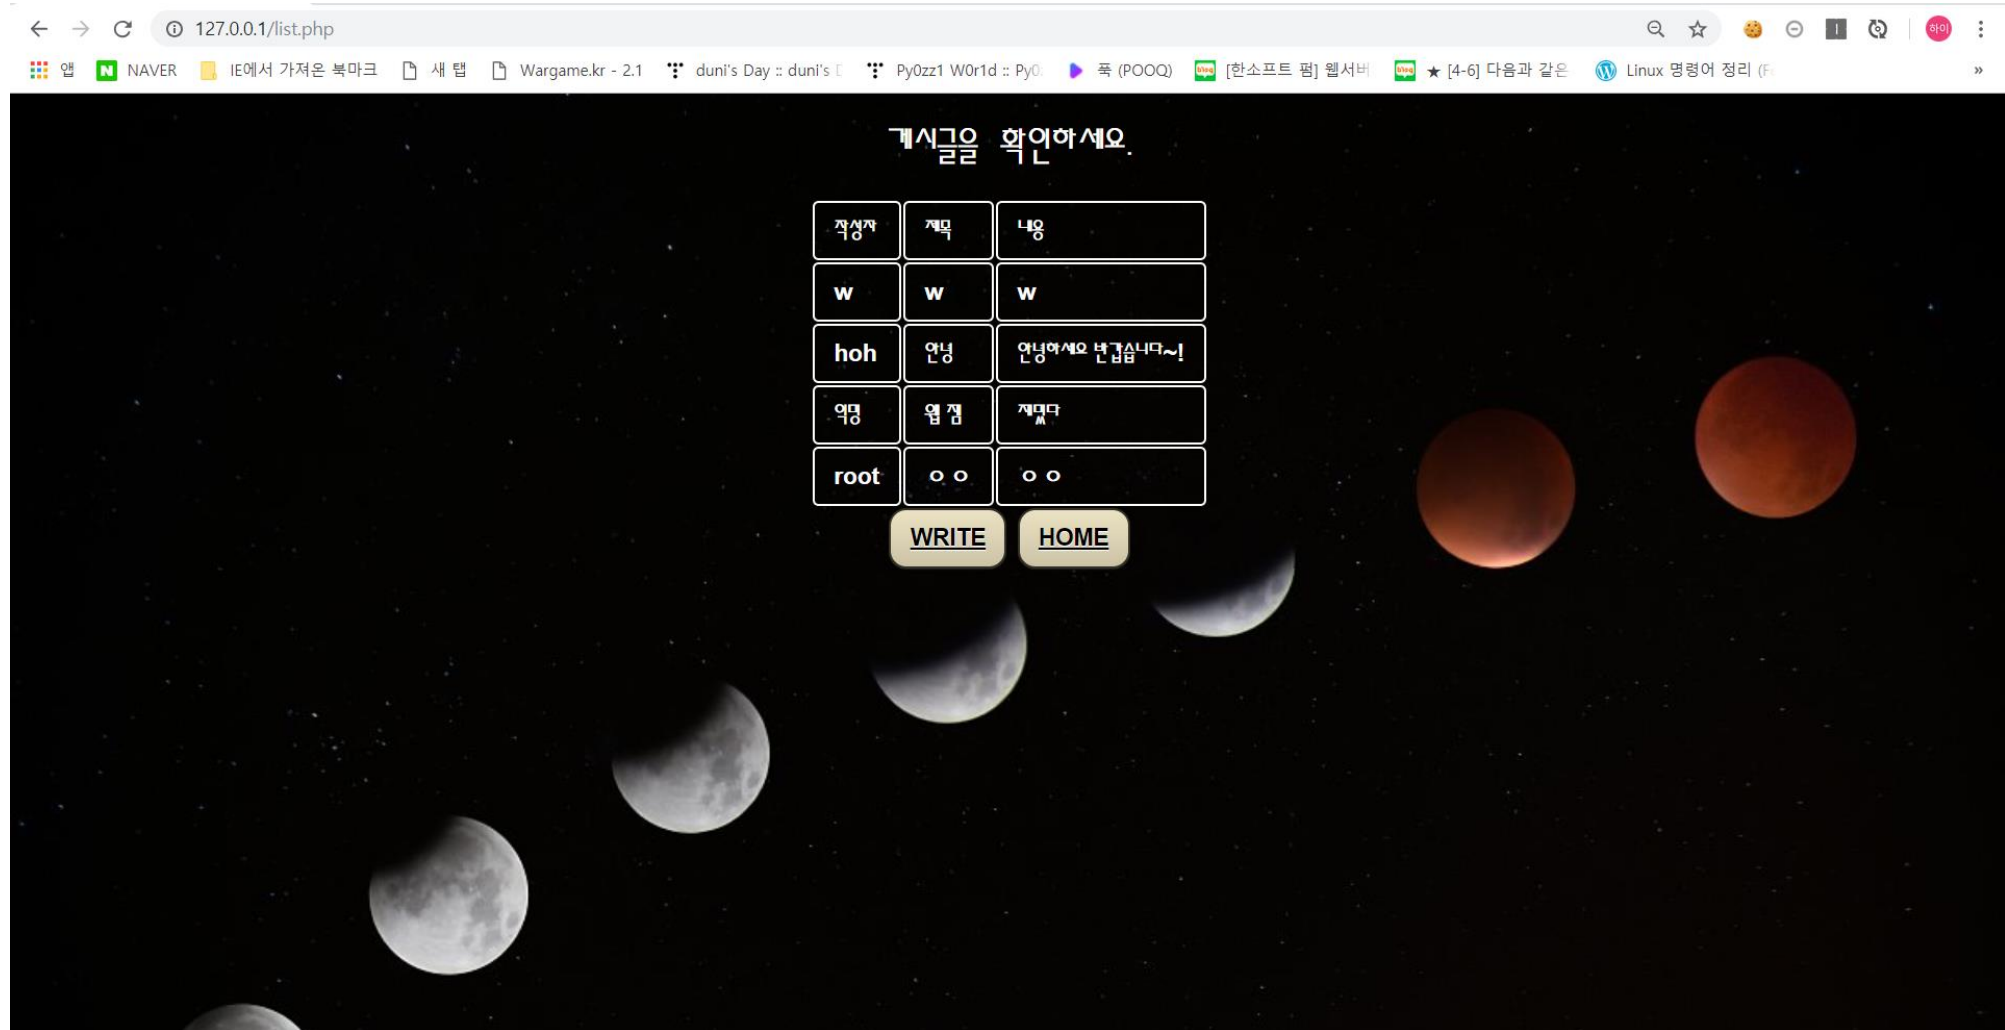 127.0.0.1/list.php
하이
앱 NAVER IE에서 가져온 북마크 새 탭 Wargame.kr - 2.1 duni's Day :: duni's Py0zz1 W0r1d :: Py0 푹 (POOQ) [한소프트 펌] 웹서버 ★ [4-6] 다음과 같은 Linux 명령어 정리 »
게시글을 확인하세요.
작성자 제목 내용
w w w
hoh 안녕 안녕하세요 반갑습니다~!
익명 웹 잼 재밌다
root ㅇㅇ ㅇㅇ
WRITE HOME